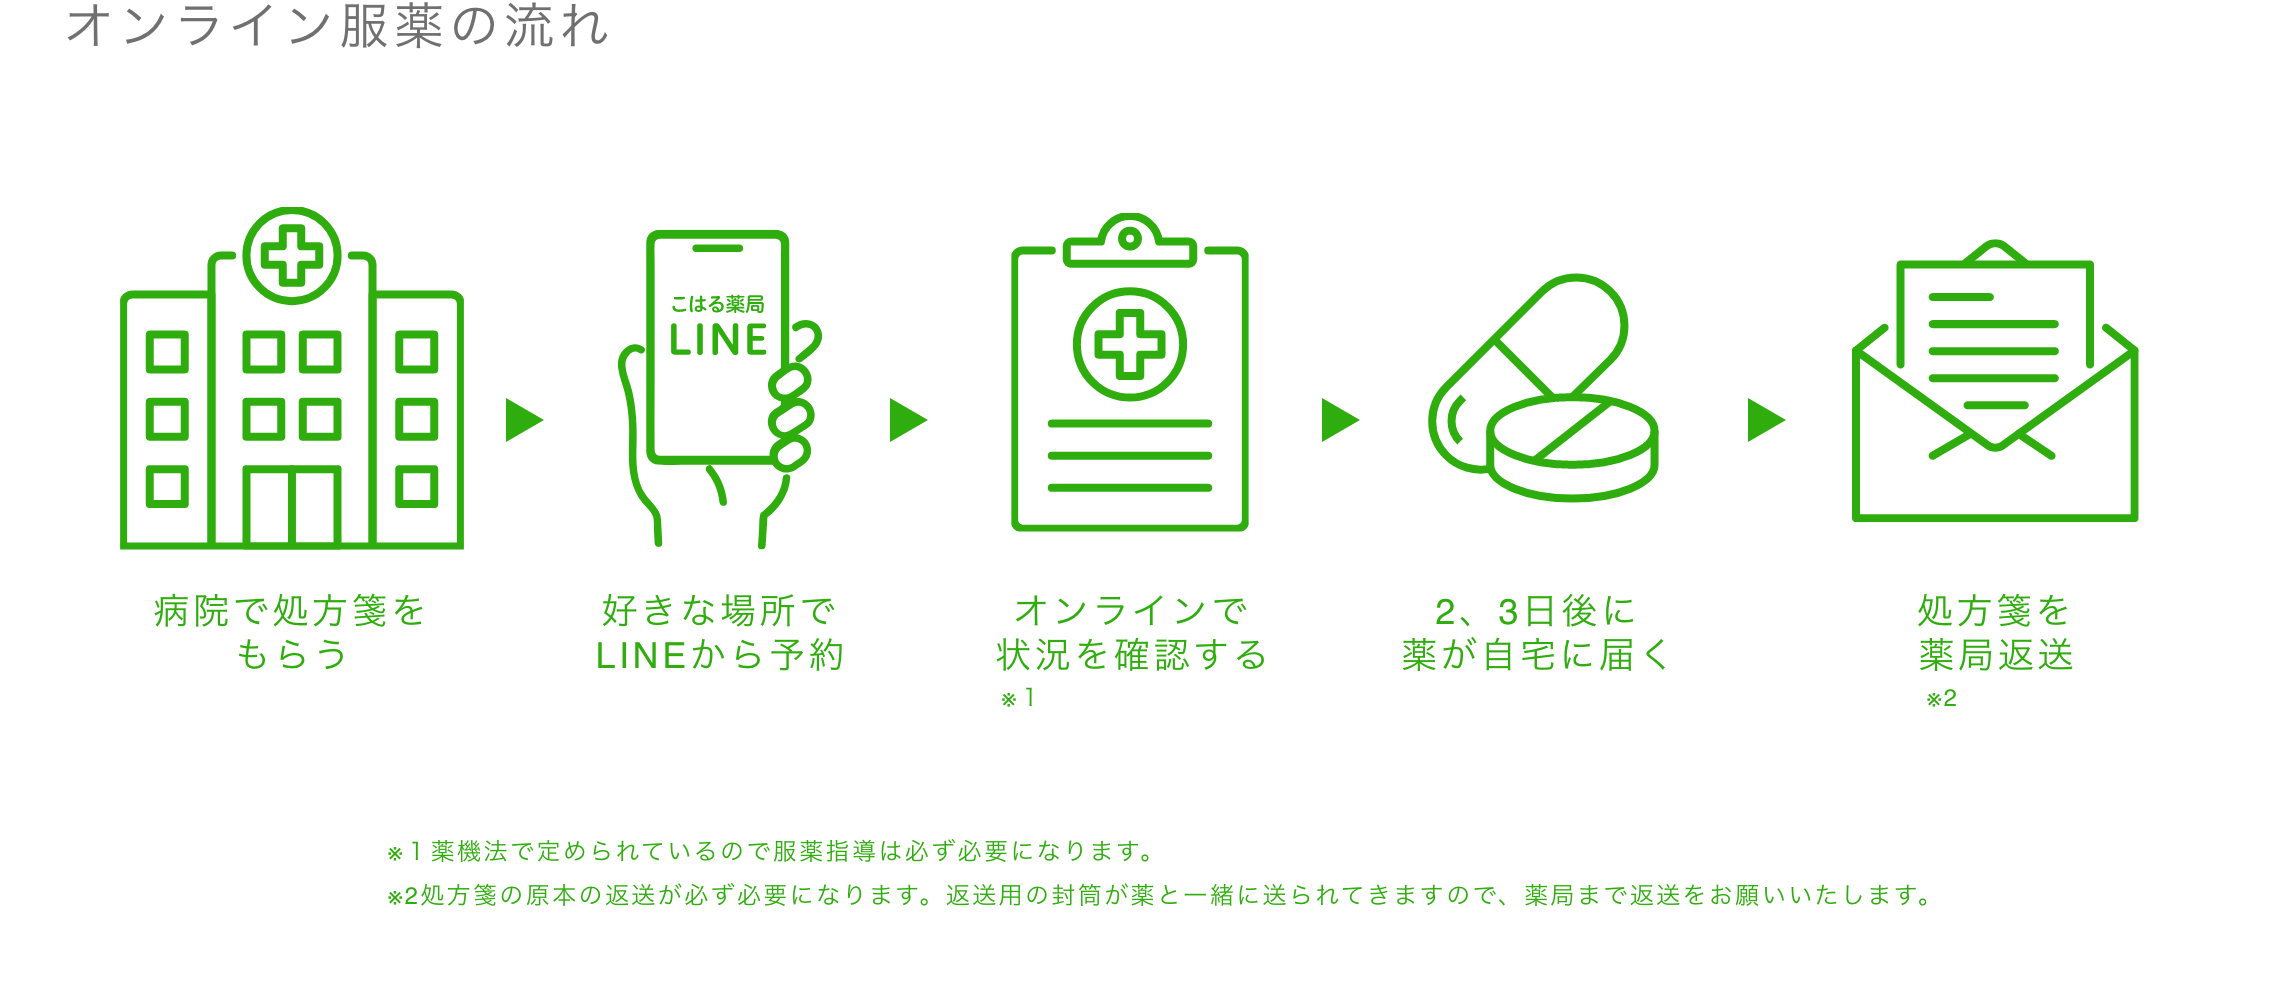 オンライン服薬の流れ
こはる薬局
LINE
病院で処方箋を
もらう
好きな場所で
LINEから予約
オンラインで
状況を確認する
※1
2、3日後に
薬が自宅に届く
処方箋を
薬局返送
※2
※1 薬機法で定められているので服薬指導は必ず必要になります。
※2処方箋の原本の返送が必ず必要になります。返送用の封筒が薬と一緒に送られてきますので、薬局まで返送をお願いいたします。